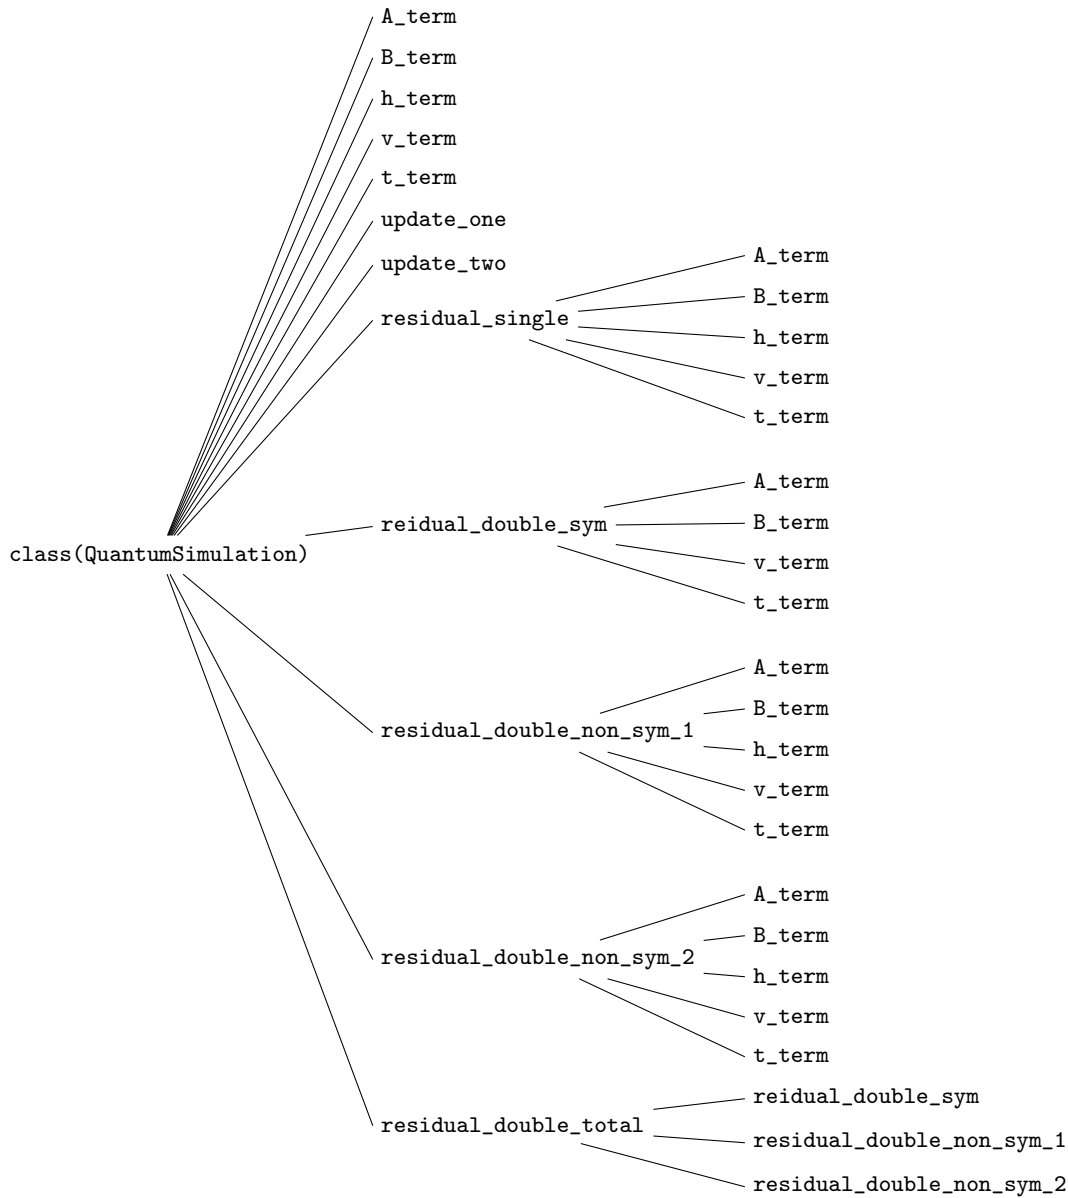 class(QuantumSimulation)
A_term
B_term
h_term
v_term
t_term
update_one
update_two
residual_single
A_term
B_term
h_term
v_term
t_term
reidual_double_sym
A_term
B_term
v_term
t_term
residual_double_non_sym_1
A_term
B_term
h_term
v_term
t_term
residual_double_non_sym_2
A_term
B_term
h_term
v_term
t_term
residual_double_total
reidual_double_sym
residual_double_non_sym_1
residual_double_non_sym_2